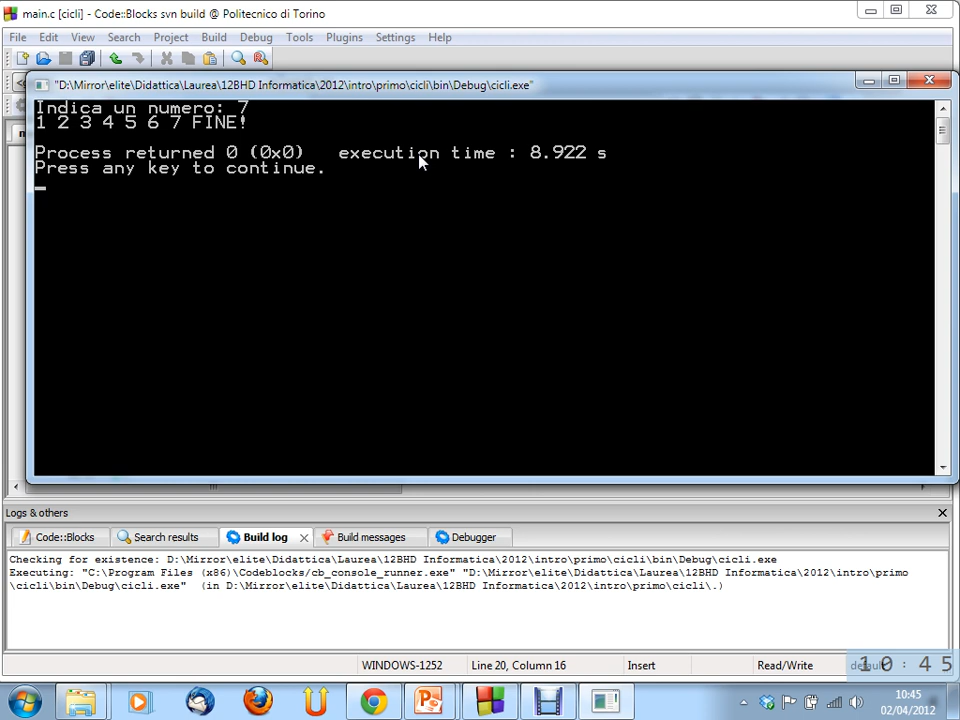 main.c [cicli] - Code::Blocks svn build @ Politecnico di Torino
File Edit View Search Project Build Debug Tools Plugins Settings Help
"D:\Mirror\elite\Didattica\Laurea\12BHD Informatica\2012\intro\primo\cicli\bin\Debug\cicli.exe"
Indica un numero: 7
1 2 3 4 5 6 7 FINE!
Process returned 0 (0x0) execution time : 8.922 s
Press any key to continue.
Logs & others
Code::Blocks Search results Build log Build messages Debugger
Checking for existence: D:\Mirror\elite\Didattica\Laurea\12BHD Informatica\2012\intro\primo\cicli\bin\Debug\cicli.exe
Executing: "C:\Program Files (x86)\Codeblocks/cb_console_runner.exe" "D:\Mirror\elite\Didattica\Laurea\12BHD Informatica\2012\intro\primo
\cicli\bin\Debug\cicli.exe" (in D:\Mirror\elite\Didattica\Laurea\12BHD Informatica\2012\intro\primo\cicli\.)
WINDOWS-1252 Line 20, Column 16 Insert Read/Write 10:45
10:45
02/04/2012